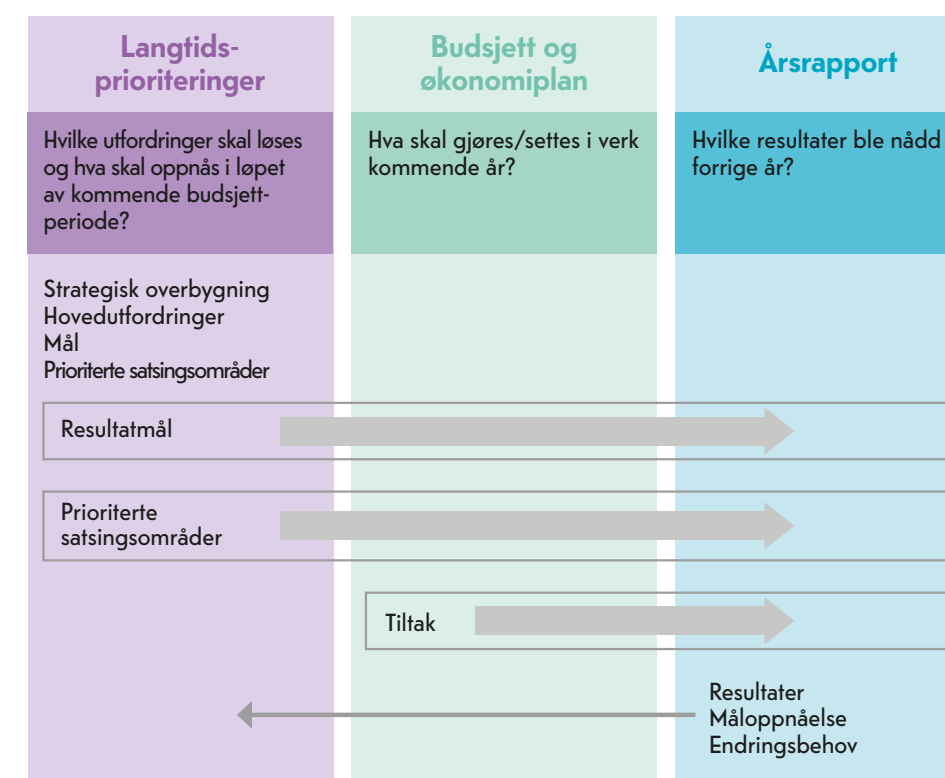 Langtids-
prioriteringer
Budsjett og
økonomiplan
Årsrapport
Hvilke utfordringer skal løses
og hva skal oppnås i løpet
av kommende budsjett-
periode?
Hva skal gjøres/settes i verk
kommende år?
Hvilke resultater ble nådd
forrige år?
Strategisk overbygning
Hovedutfordringer
Mål
Prioriterte satsingsområder
Resultatmål
Prioriterte
satsingsområder
Tiltak
Resultater
Måloppnåelse
Endringsbehov